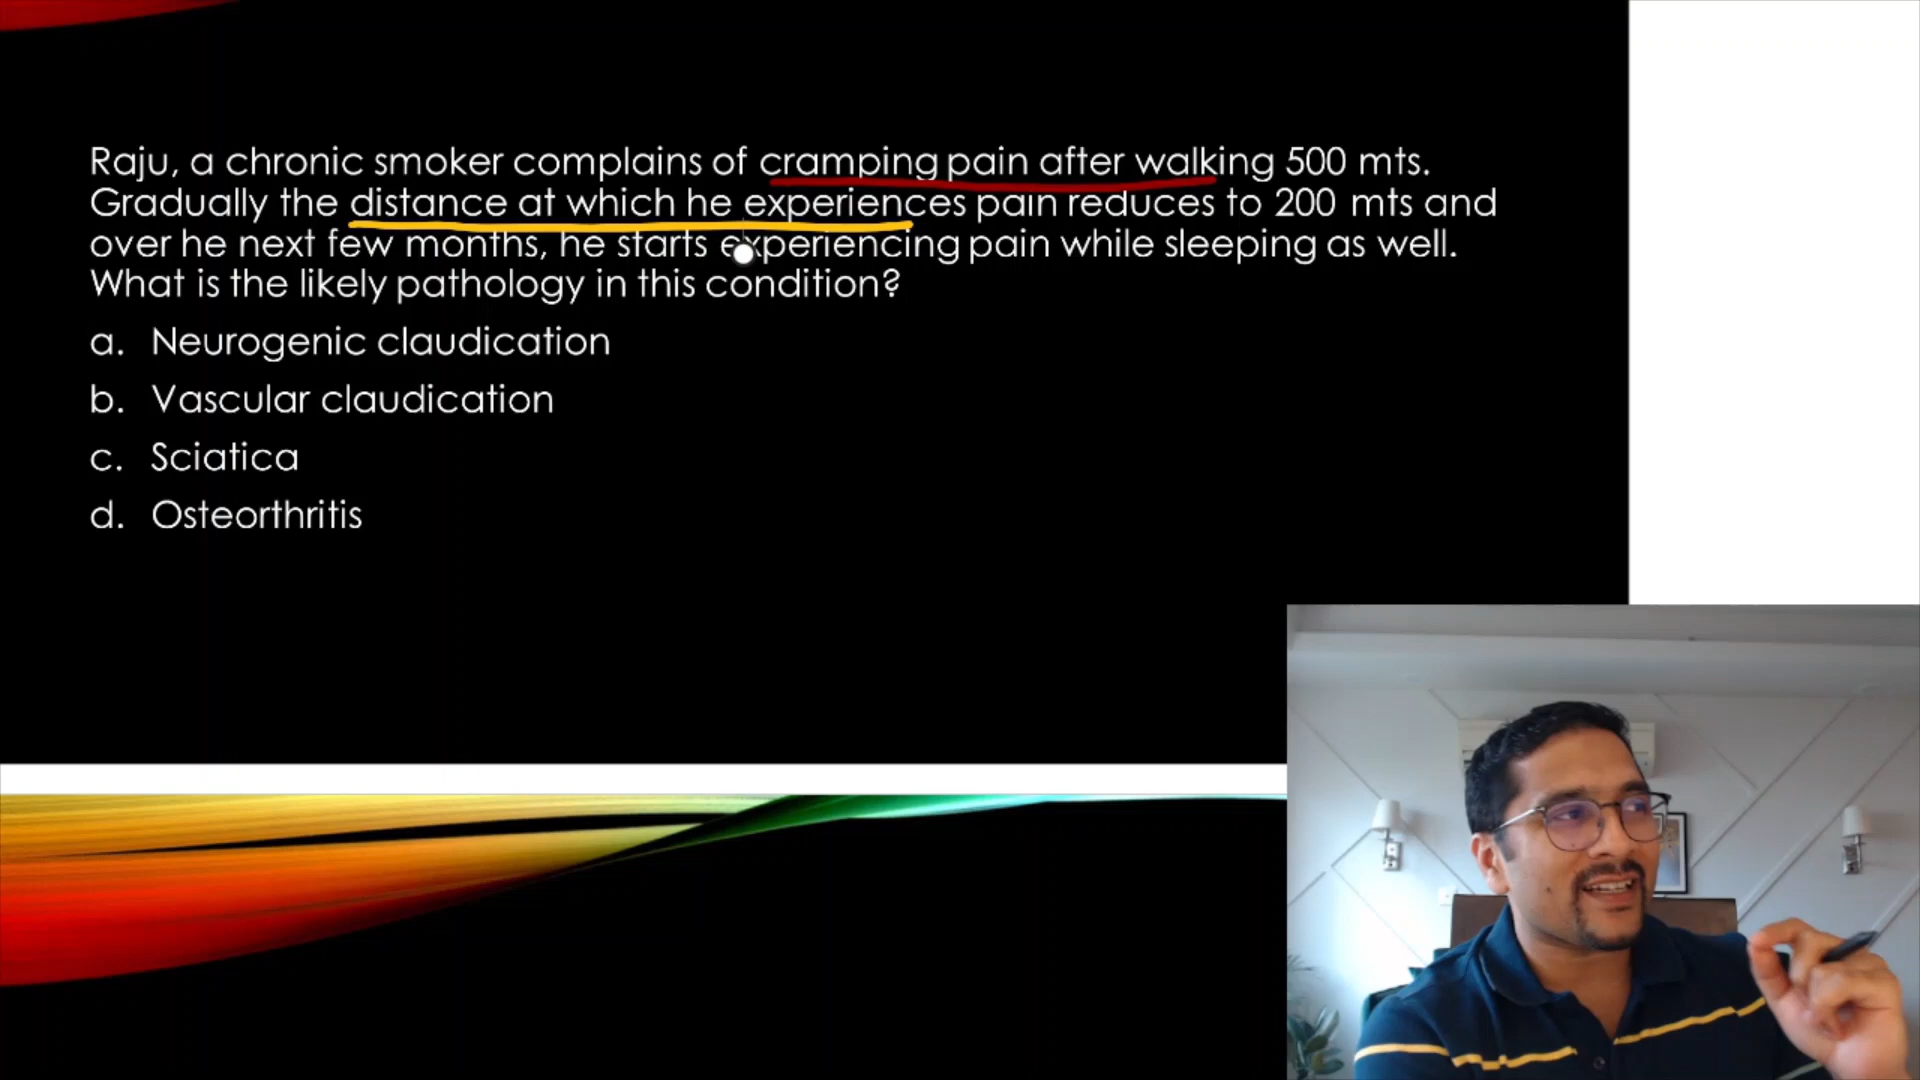 Raju, a chronic smoker complains of cramping pain after walking 500 mts.
Gradually the distance at which he experiences pain reduces to 200 mts and
over he next few months, he starts experiencing pain while sleeping as well.
What is the likely pathology in this condition?
a. Neurogenic claudication
b. Vascular claudication
c. Sciatica
d. Osteorthritis